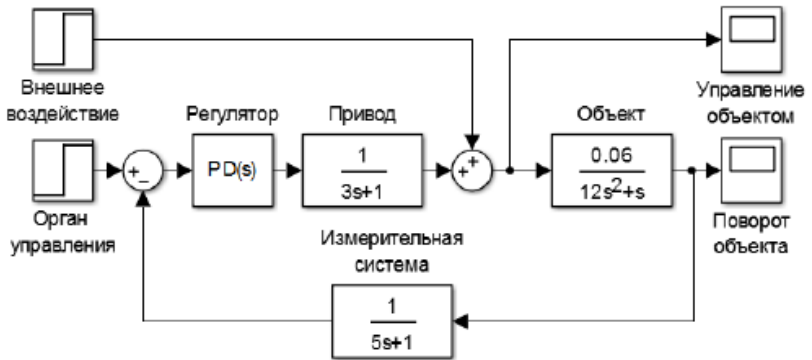 Внешнее
воздействие
Управление
объектом
Регулятор
Привод
Объект
PD(s)
1
3s+1
+
+
0.06
12s²+s
+
−
Орган
управления
Поворот
объекта
Измерительная
система
1
5s+1